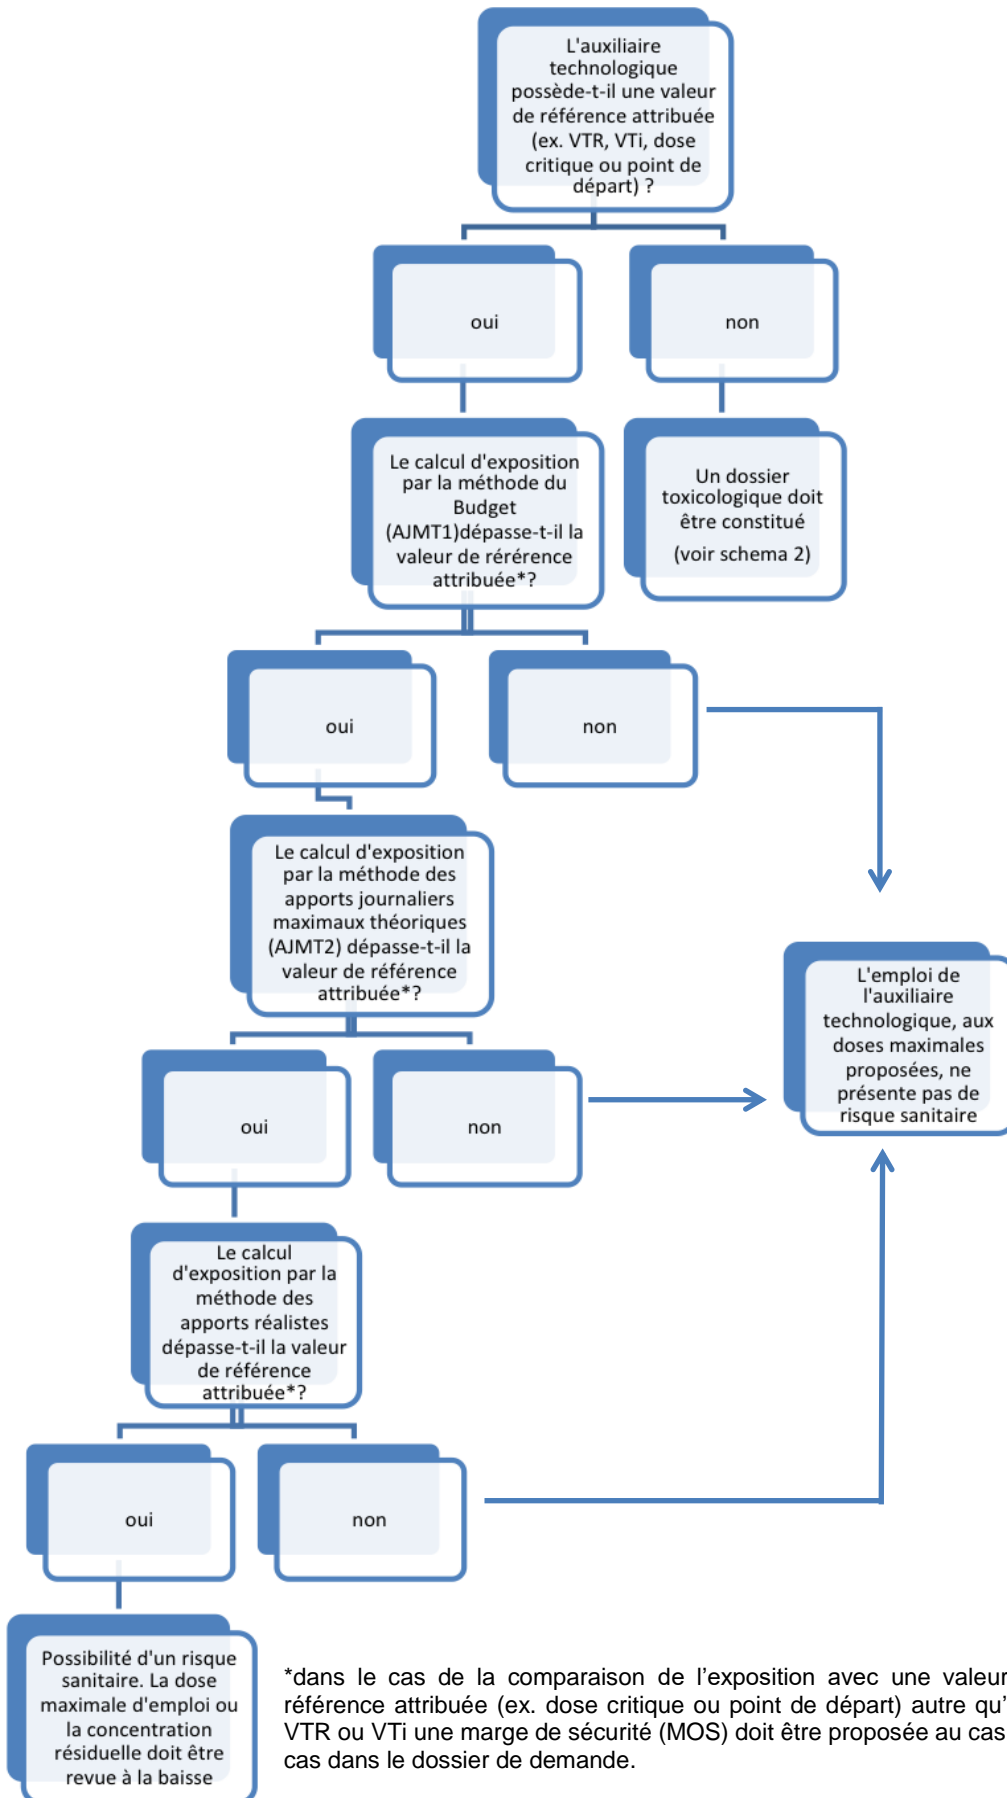 L'auxiliaire
technologique
possède-t-il une valeur
de référence attribuée
(ex. VTR, VTi, dose
critique ou point de
départ) ?
oui
non
Le calcul d'exposition
par la méthode du
Budget
(AJMT1)dépasse-t-il la
valeur de rérérence
attribuée*?
Un dossier
toxicologique doit
être constitué
(voir schema 2)
oui
non
Le calcul d'exposition
par la méthode des
apports journaliers
maximaux théoriques
(AJMT2) dépasse-t-il la
valeur de référence
attribuée*?
L'emploi de
l'auxiliaire
technologique, aux
doses maximales
proposées, ne
présente pas de
risque sanitaire
oui
non
Le calcul
d'exposition par la
méthode des
apports réalistes
dépasse-t-il la valeur
de référence
attribuée*?
oui
non
Possibilité d'un risque
sanitaire. La dose
maximale d'emploi ou
la concentration
résiduelle doit être
revue à la baisse
*dans le cas de la comparaison de l’exposition avec une valeur
référence attribuée (ex. dose critique ou point de départ) autre qu’
VTR ou VTi une marge de sécurité (MOS) doit être proposée au cas
cas dans le dossier de demande.